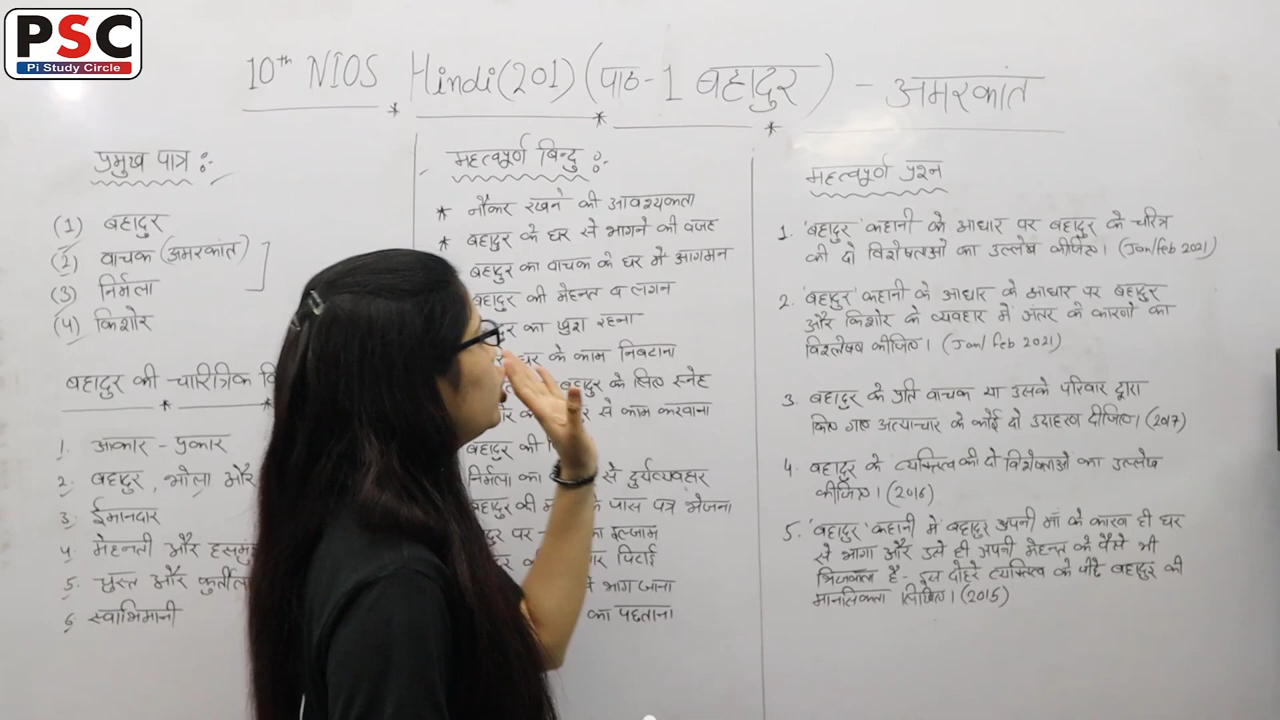 PSC
Pi Study Circle
10th NIOS Hindi(201) (पाठ-1 बहादुर) - अमरकांत
प्रमुख पात्र :-
(1) बहादुर
(2) वाचक (अमरकांत)
(3) निर्मला
(4) किशोर
बहादुर की चारित्रिक वि
1. आकार - प्रकार
2. बहादुर, भोला और
3. ईमानदार
4. मेहनती और हसमुख
5. चुस्त और फुर्तीला
6. स्वाभिमानी
महत्वपूर्ण बिन्दु :-
* नौकर रखने की आवश्यकता
* बहादुर के घर से भागने की वजह
बहादुर का वाचक के घर में आगमन
बहादुर की मेहनत व लगन
दुर का खुश रहना
घर के काम निबटाना
बहादुर के लिए स्नेह
से काम करवाना
बहादुर की
निर्मला का से दुर्यव्यवहार
बहादुर की के पास पत्र भेजना
दुर पर का इल्जाम
पिटाई
भाग जाना
का पछताना
महत्वपूर्ण प्रश्न
1. 'बहादुर' कहानी के आधार पर बहादुर के चरित्र
की दो विशेषताओं का उल्लेख कीजिए। (Jan/Feb 2021)
2. 'बहादुर' कहानी के आधार के आधार पर बहादुर
और किशोर के व्यवहार में अंतर के कारणों का
विश्लेषण कीजिए। (Jan/Feb 2021)
3. बहादुर के प्रति वाचक या उसके परिवार द्वारा
किए गए अत्याचार के कोई दो उदाहरण दीजिए। (2017)
4. बहादुर के व्यक्तित्व की दो विशेषताओं का उल्लेख
कीजिए। (2016)
5. 'बहादुर' कहानी में बहादुर अपनी माँ के कारण ही घर
से भागा और उसे ही अपनी मेहनत के पैसे भी
भिजवाता है - इस दोहरे व्यक्तित्व के पीछे बहादुर की
मानसिकता लिखिए। (2015)